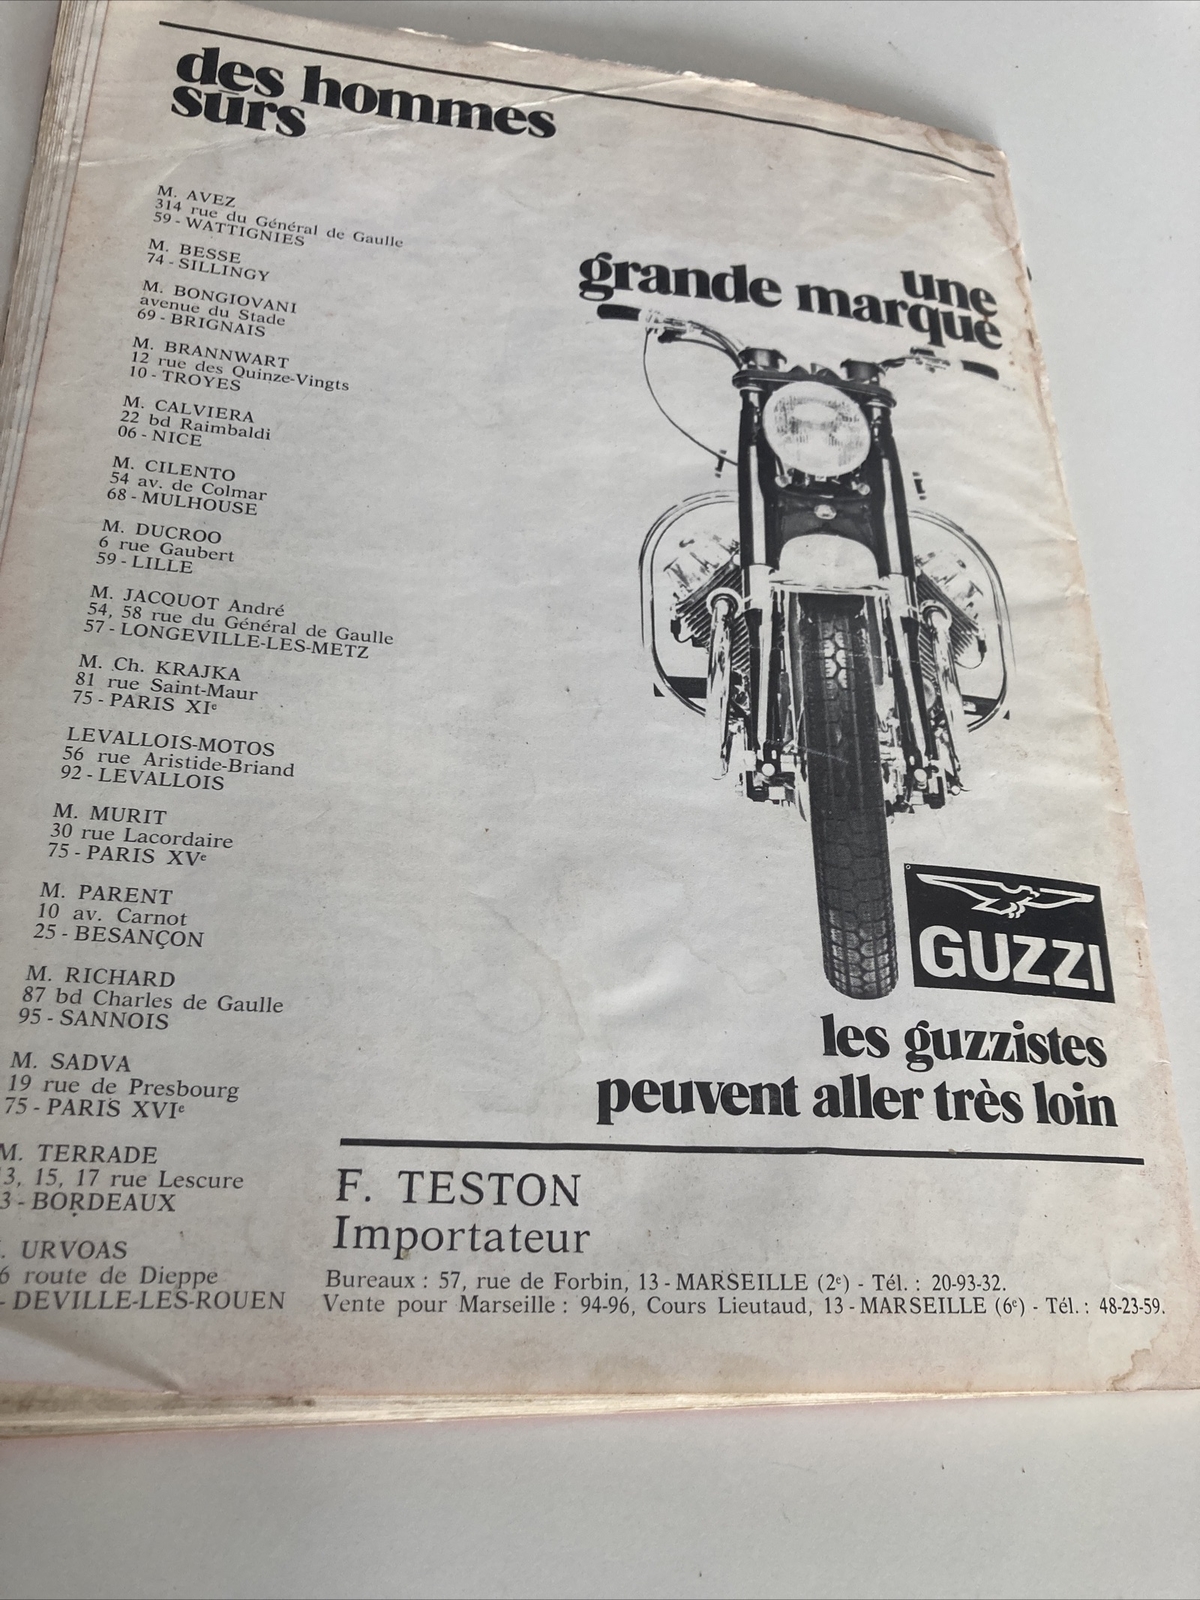 des hommes
sûrs
M. AVEZ
314 rue du Général de Gaulle
59 - WATTIGNIES
M. BESSE
74 - SILLINGY
M. BONGIOVANI
avenue du Stade
69 - BRIGNAIS
M. BRANNWART
12 rue des Quinze-Vingts
10 - TROYES
M. CALVIERA
22 bd Raimbaldi
06 - NICE
M. CILENTO
54 av. de Colmar
68 - MULHOUSE
M. DUCROO
6 rue Gaubert
59 - LILLE
M. JACQUOT André
54, 58 rue du Général de Gaulle
57 - LONGEVILLE-LES-METZ
M. Ch. KRAJKA
81 rue Saint-Maur
75 - PARIS XIe
LEVALLOIS-MOTOS
56 rue Aristide-Briand
92 - LEVALLOIS
M. MURIT
30 rue Lacordaire
75 - PARIS XVe
M. PARENT
10 av. Carnot
25 - BESANÇON
M. RICHARD
87 bd Charles de Gaulle
95 - SANNOIS
M. SADVA
19 rue de Presbourg
75 - PARIS XVIe
M. TERRADE
3, 15, 17 rue Lescure
3 - BORDEAUX
. URVOAS
6 route de Dieppe
- DEVILLE-LES-ROUEN
une
grande marque
GUZZI
les guzzistes
peuvent aller très loin
F. TESTON
Importateur
Bureaux : 57, rue de Forbin, 13 - MARSEILLE (2e) - Tél. : 20-93-32.
Vente pour Marseille : 94-96, Cours Lieutaud, 13 - MARSEILLE (6e) - Tél. : 48-23-59.